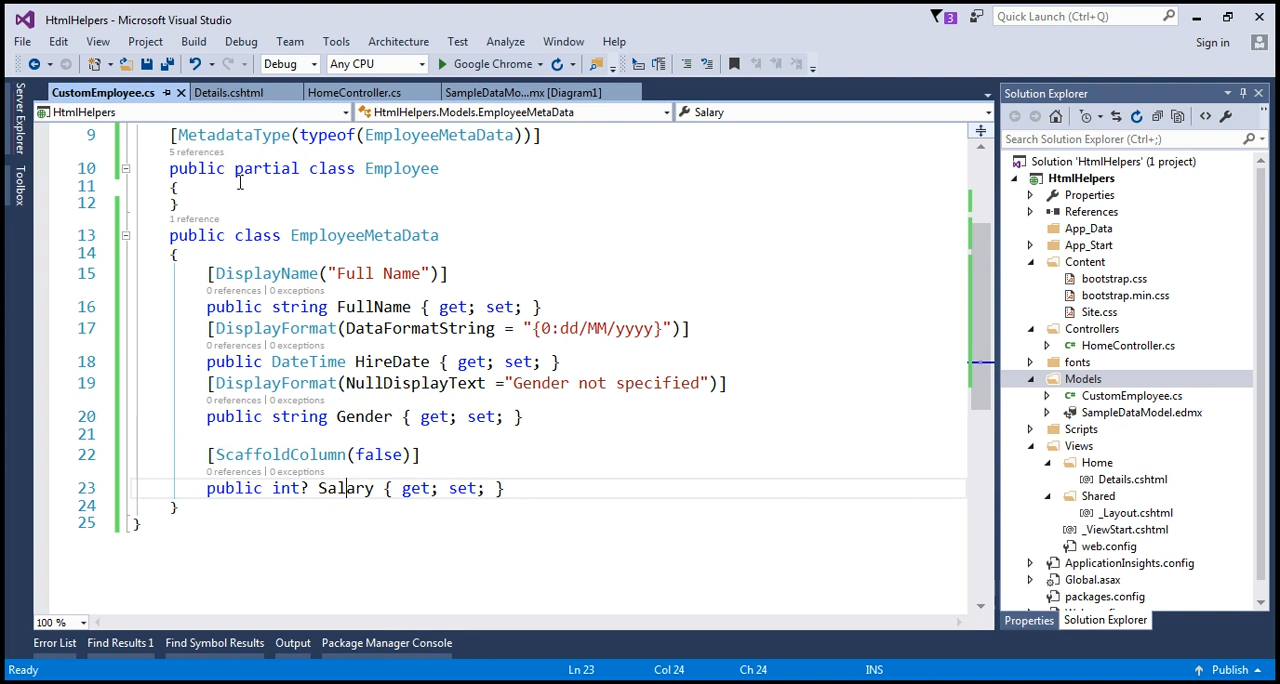 HtmlHelpers - Microsoft Visual Studio
3
Quick Launch (Ctrl+Q)
File Edit View Project Build Debug Team Tools Architecture Test Analyze Window Help
Sign in
Debug Any CPU Google Chrome
Server Explorer
Toolbox
CustomEmployee.cs Details.cshtml HomeController.cs SampleDataMo...mx [Diagram1]
HtmlHelpers HtmlHelpers.Models.EmployeeMetaData Salary
9 [MetadataType(typeof(EmployeeMetaData))]
5 references
10 public partial class Employee
11 {
12 }
1 reference
13 public class EmployeeMetaData
14 {
15 [DisplayName("Full Name")]
0 references | 0 exceptions
16 public string FullName { get; set; }
17 [DisplayFormat(DataFormatString = "{0:dd/MM/yyyy}")]
0 references | 0 exceptions
18 public DateTime HireDate { get; set; }
19 [DisplayFormat(NullDisplayText ="Gender not specified")]
0 references | 0 exceptions
20 public string Gender { get; set; }
21
22 [ScaffoldColumn(false)]
0 references | 0 exceptions
23 public int? Salary { get; set; }
24 }
25 }
100 %
Error List Find Results 1 Find Symbol Results Output Package Manager Console
Ready Ln 23 Col 24 Ch 24 INS Publish
Solution Explorer
Search Solution Explorer (Ctrl+;)
Solution 'HtmlHelpers' (1 project)
HtmlHelpers
Properties
References
App_Data
App_Start
Content
bootstrap.css
bootstrap.min.css
Site.css
Controllers
C# HomeController.cs
fonts
Models
C# CustomEmployee.cs
SampleDataModel.edmx
Scripts
Views
Home
[@] Details.cshtml
Shared
[@] _Layout.cshtml
[@] _ViewStart.cshtml
web.config
ApplicationInsights.config
Global.asax
packages.config
Properties Solution Explorer